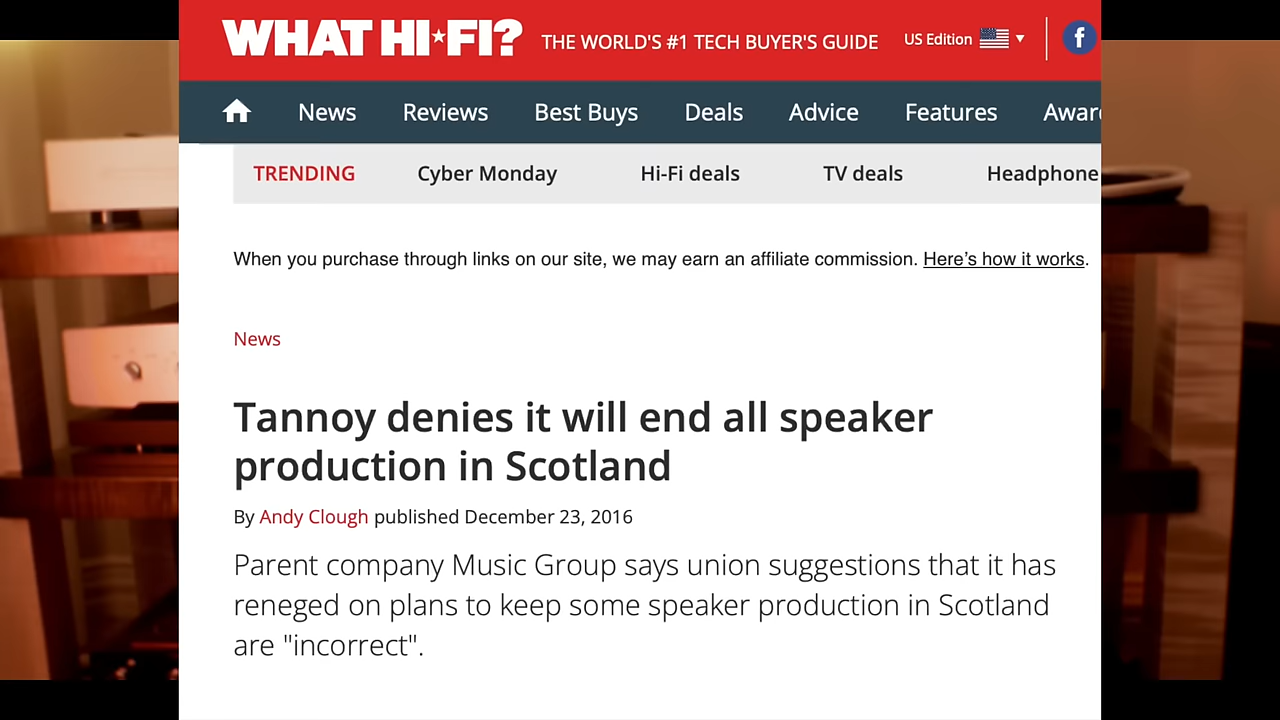 WHAT HI★FI?
THE WORLD'S #1 TECH BUYER'S GUIDE
US Edition
f
News
Reviews
Best Buys
Deals
Advice
Features
Awar
TRENDING
Cyber Monday
Hi-Fi deals
TV deals
Headphone
When you purchase through links on our site, we may earn an affiliate commission. Here's how it works.
News
Tannoy denies it will end all speaker
production in Scotland
By Andy Clough published December 23, 2016
Parent company Music Group says union suggestions that it has
reneged on plans to keep some speaker production in Scotland
are "incorrect".